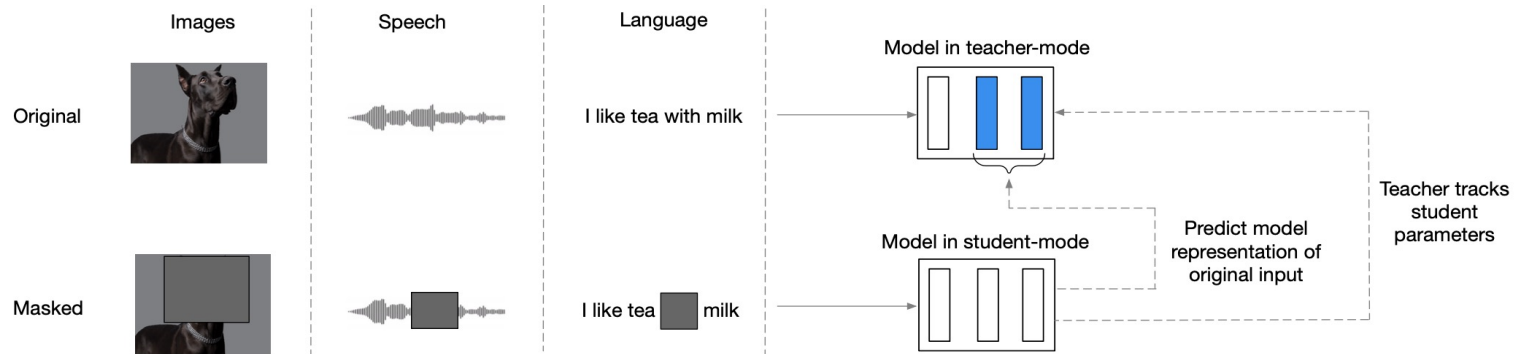 Images
Speech
Language
Model in teacher-mode
Original
I like tea with milk
Teacher tracks
student
parameters
Predict model
representation of
original input
Model in student-mode
Masked
I like tea milk